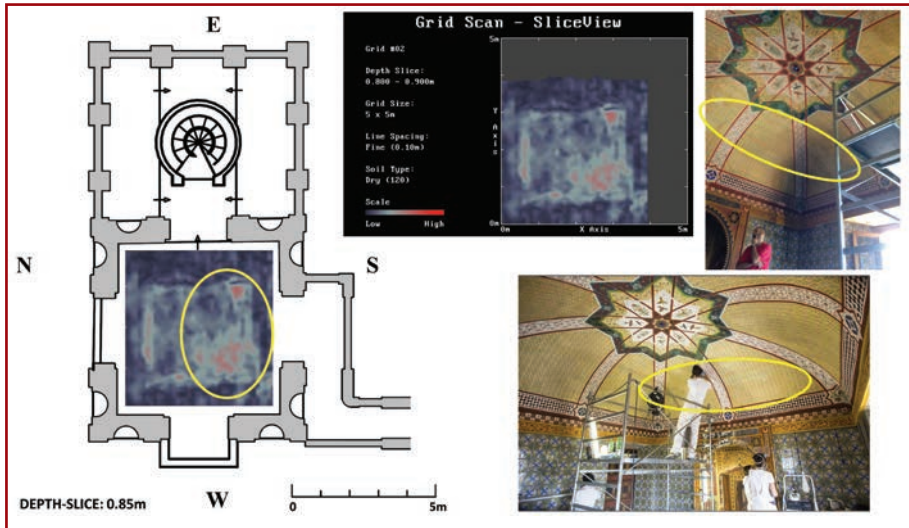 E
N
S
W
DEPTH-SLICE: 0.85m
0
5m
Grid Scan - SliceView
Grid #02
Depth Slice:
0.800 - 0.900m
Grid Size:
5 x 5m
Line Spacing:
Fine (0.10m)
Soil Type:
Dry (120)
Scale
Low
High
5m
Y Axis
0m
0m
X Axis
5m